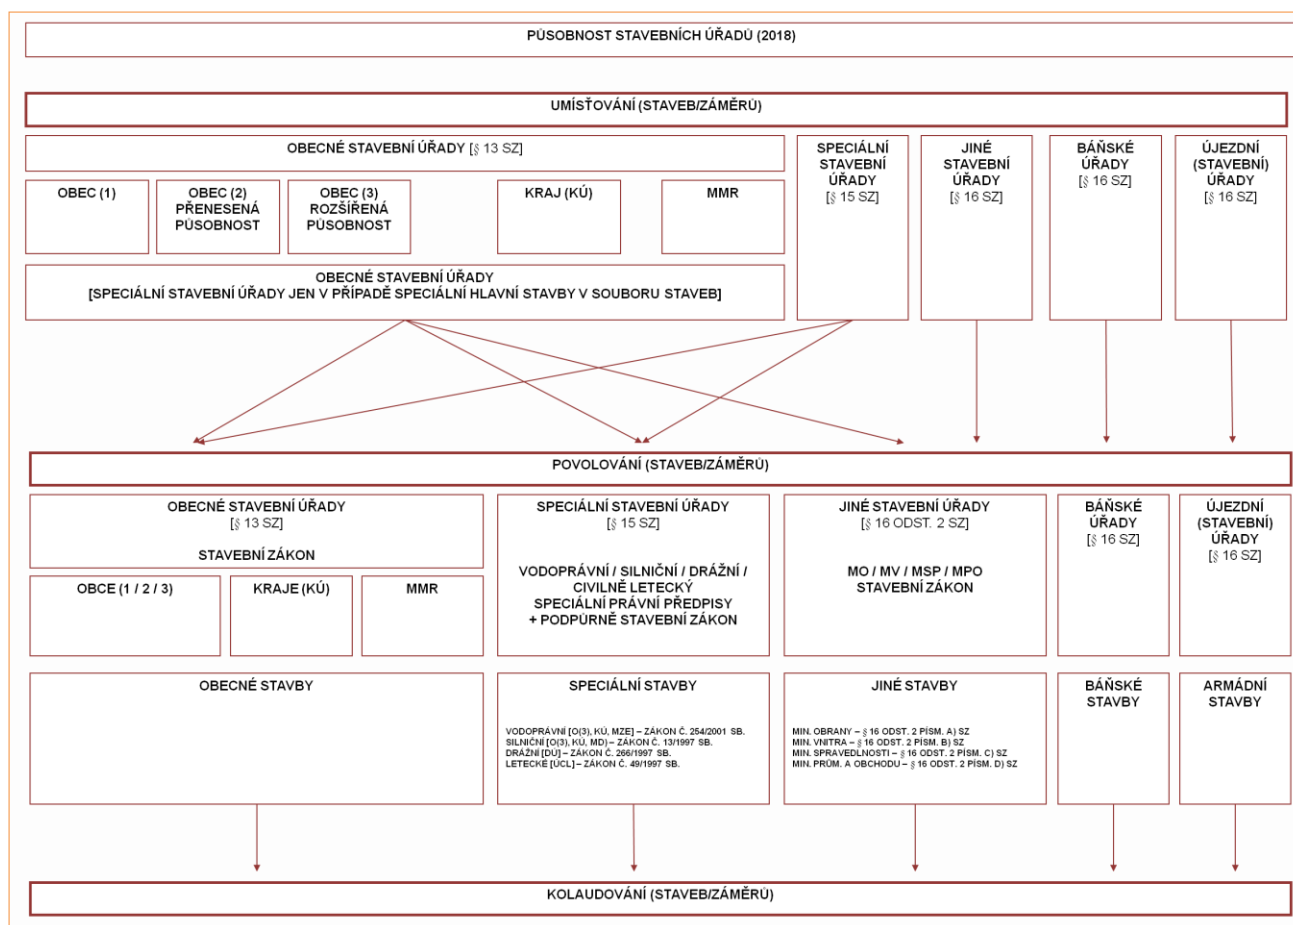 PŮSOBNOST STAVEBNÍCH ÚŘADŮ (2018)
UMÍSŤOVÁNÍ (STAVEB/ZÁMĚRŮ)
OBECNÉ STAVEBNÍ ÚŘADY [§ 13 SZ]
OBEC (1)
OBEC (2)
PŘENESENÁ
PŮSOBNOST
OBEC (3)
ROZŠÍŘENÁ
PŮSOBNOST
KRAJ (KÚ)
MMR
OBECNÉ STAVEBNÍ ÚŘADY
[SPECIÁLNÍ STAVEBNÍ ÚŘADY JEN V PŘÍPADĚ SPECIÁLNÍ HLAVNÍ STAVBY V SOUBORU STAVEB]
SPECIÁLNÍ
STAVEBNÍ
ÚŘADY
[§ 15 SZ]
JINÉ
STAVEBNÍ
ÚŘADY
[§ 16 SZ]
BÁŇSKÉ
ÚŘADY
[§ 16 SZ]
ÚJEZDNÍ
(STAVEBNÍ)
ÚŘADY
[§ 16 SZ]
POVOLOVÁNÍ (STAVEB/ZÁMĚRŮ)
OBECNÉ STAVEBNÍ ÚŘADY
[§ 13 SZ]
STAVEBNÍ ZÁKON
OBCE (1 / 2 / 3)
KRAJE (KÚ)
MMR
SPECIÁLNÍ STAVEBNÍ ÚŘADY
[§ 15 SZ]
VODOPRÁVNÍ / SILNIČNÍ / DRÁŽNÍ /
CIVILNĚ LETECKÝ
SPECIÁLNÍ PRÁVNÍ PŘEDPISY
+ PODPŮRNĚ STAVEBNÍ ZÁKON
JINÉ STAVEBNÍ ÚŘADY
[§ 16 ODST. 2 SZ]
MO / MV / MSP / MPO
STAVEBNÍ ZÁKON
BÁŇSKÉ
ÚŘADY
[§ 16 SZ]
ÚJEZDNÍ
(STAVEBNÍ)
ÚŘADY
[§ 16 SZ]
OBECNÉ STAVBY
SPECIÁLNÍ STAVBY
VODOPRÁVNÍ [O(3), KÚ, MZE] – ZÁKON Č. 254/2001 SB.
SILNIČNÍ [O(3), KÚ, MD) – ZÁKON Č. 13/1997 SB.
DRÁŽNÍ [DÚ] – ZÁKON Č. 266/1997 SB.
LETECKÉ [ÚCL] – ZÁKON Č. 49/1997 SB.
JINÉ STAVBY
MIN. OBRANY – § 16 ODST. 2 PÍSM. A) SZ
MIN. VNITRA – § 16 ODST. 2 PÍSM. B) SZ
MIN. SPRAVEDLNOSTI – § 16 ODST. 2 PÍSM. C) SZ
MIN. PRŮM. A OBCHODU – § 16 ODST. 2 PÍSM. D) SZ
BÁŇSKÉ
STAVBY
ARMÁDNÍ
STAVBY
KOLAUDOVÁNÍ (STAVEB/ZÁMĚRŮ)